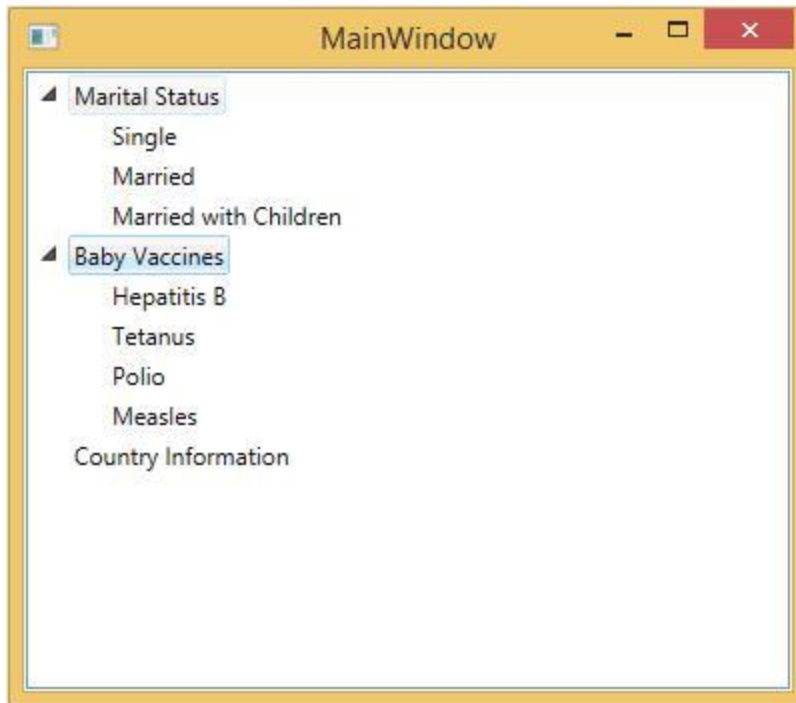 MainWindow
Marital Status
Single
Married
Married with Children
Baby Vaccines
Hepatitis B
Tetanus
Polio
Measles
Country Information